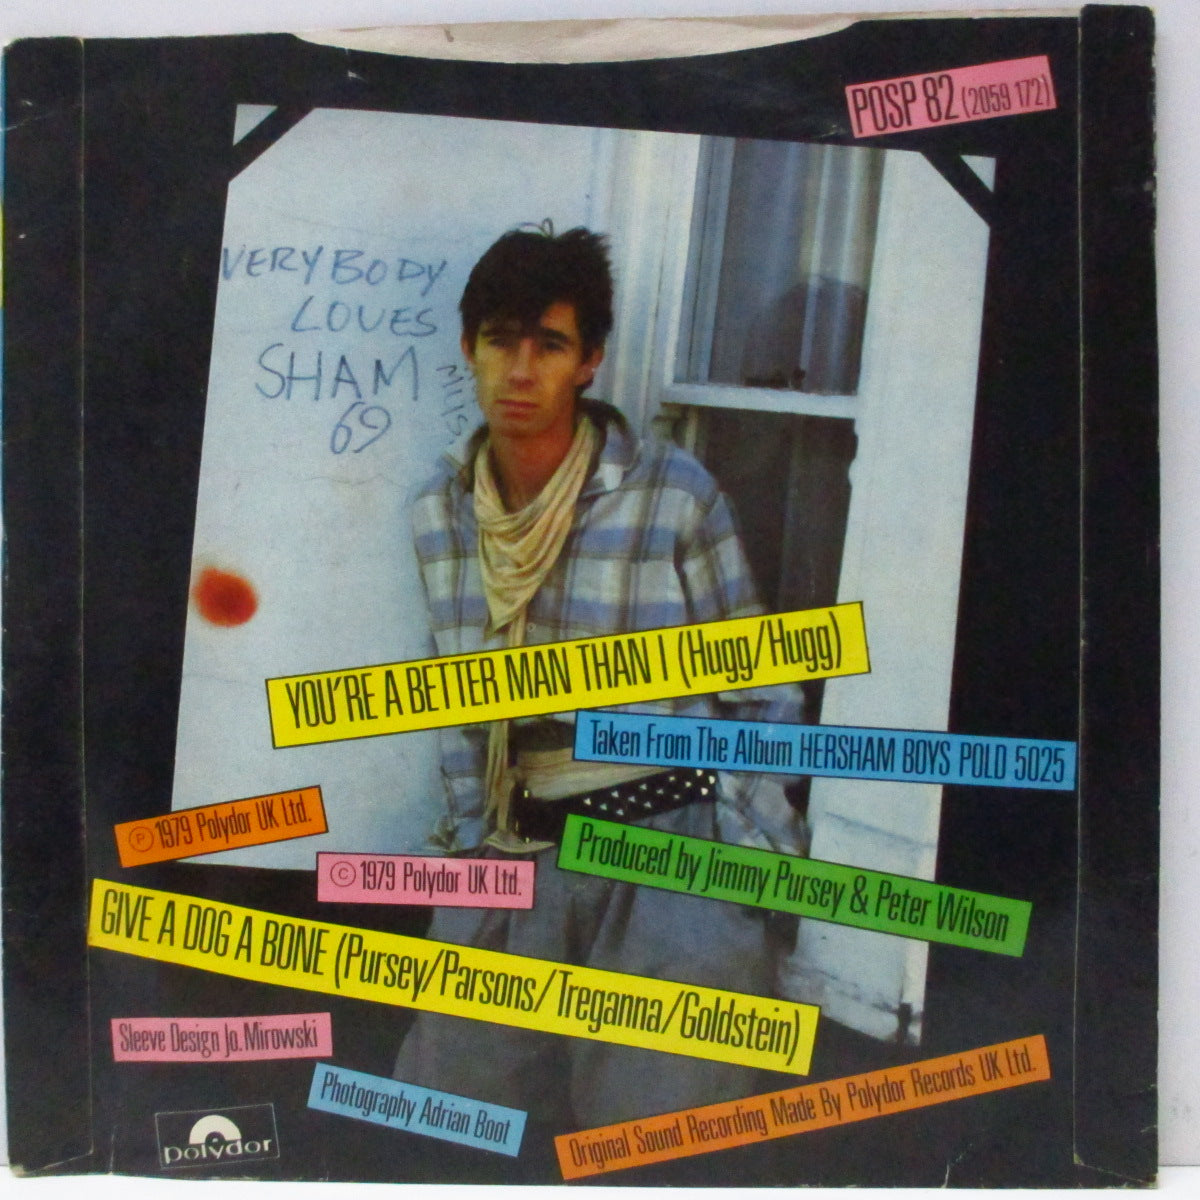 POSP 82 (2059 172)
VERYBODY
LOVES
SHAM
69
YOU'RE A BETTER MAN THAN I (Hugg/Hugg)
Taken From The Album HERSHAM BOYS POLD 5025
℗ 1979 Polydor UK Ltd.
Produced by Jimmy Pursey & Peter Wilson
© 1979 Polydor UK Ltd.
GIVE A DOG A BONE (Pursey/Parsons/Treganna/Goldstein)
Sleeve Design Jo. Mirowski
Photography Adrian Boot
Original Sound Recording Made By Polydor Records UK Ltd.
polydor